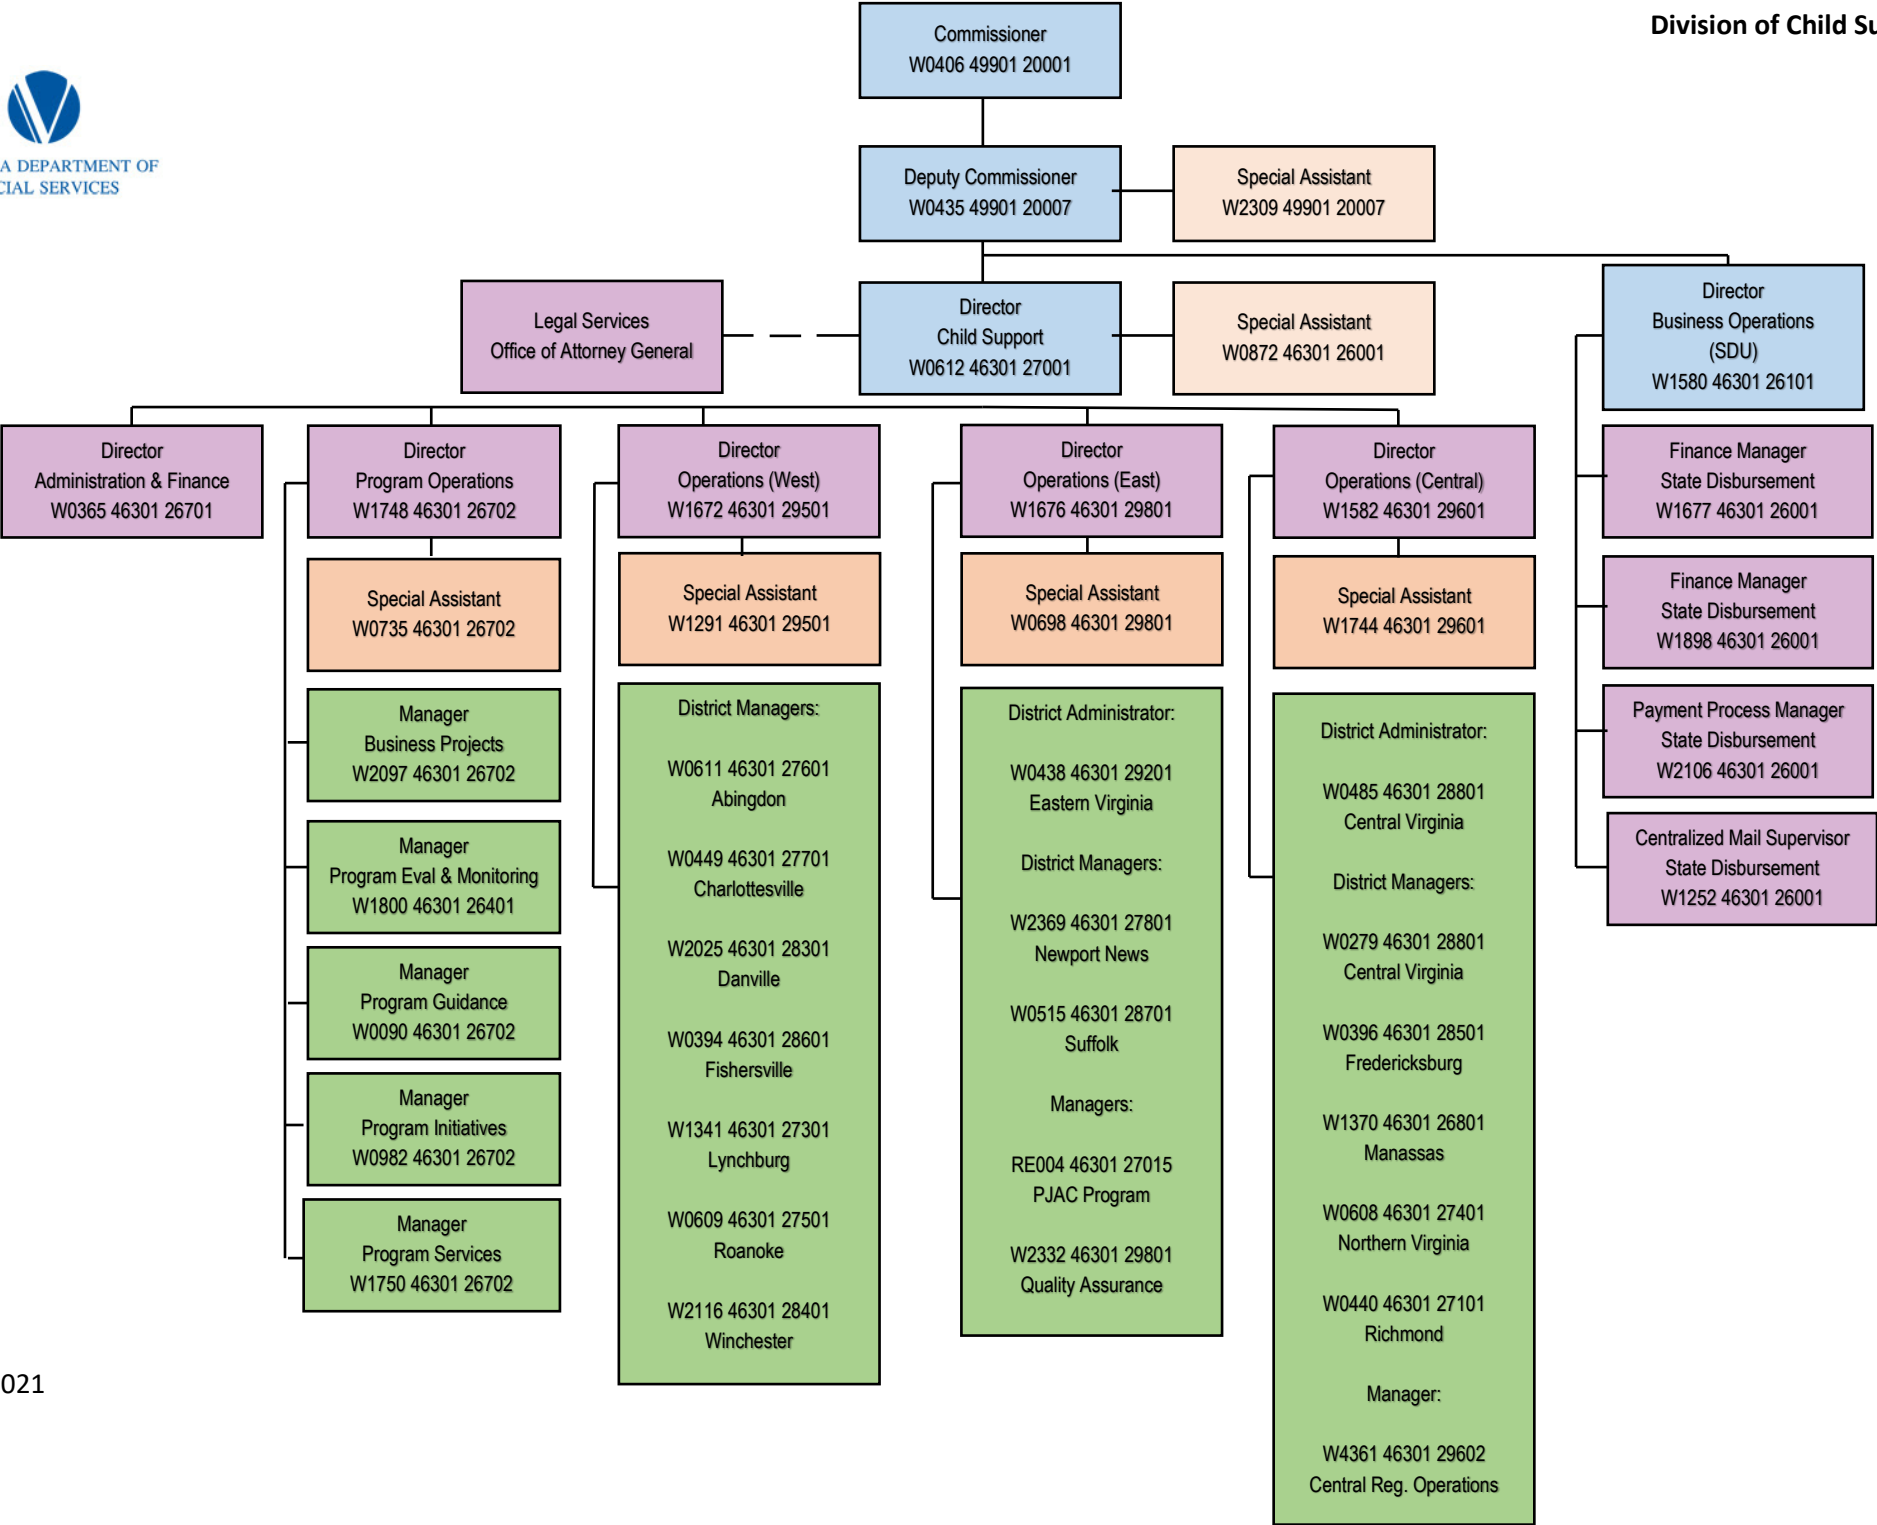 Division of Child Su
A DEPARTMENT OF
CIAL SERVICES
Commissioner
W0406 49901 20001
Deputy Commissioner
W0435 49901 20007
Special Assistant
W2309 49901 20007
Legal Services
Office of Attorney General
Director
Child Support
W0612 46301 27001
Special Assistant
W0872 46301 26001
Director
Business Operations
(SDU)
W1580 46301 26101
Director
Administration & Finance
W0365 46301 26701
Director
Program Operations
W1748 46301 26702
Special Assistant
W0735 46301 26702
Manager
Business Projects
W2097 46301 26702
Manager
Program Eval & Monitoring
W1800 46301 26401
Manager
Program Guidance
W0090 46301 26702
Manager
Program Initiatives
W0982 46301 26702
Manager
Program Services
W1750 46301 26702
Director
Operations (West)
W1672 46301 29501
Special Assistant
W1291 46301 29501
District Managers:
W0611 46301 27601
Abingdon
W0449 46301 27701
Charlottesville
W2025 46301 28301
Danville
W0394 46301 28601
Fishersville
W1341 46301 27301
Lynchburg
W0609 46301 27501
Roanoke
W2116 46301 28401
Winchester
Director
Operations (East)
W1676 46301 29801
Special Assistant
W0698 46301 29801
District Administrator:
W0438 46301 29201
Eastern Virginia
District Managers:
W2369 46301 27801
Newport News
W0515 46301 28701
Suffolk
Managers:
RE004 46301 27015
PJAC Program
W2332 46301 29801
Quality Assurance
Director
Operations (Central)
W1582 46301 29601
Special Assistant
W1744 46301 29601
District Administrator:
W0485 46301 28801
Central Virginia
District Managers:
W0279 46301 28801
Central Virginia
W0396 46301 28501
Fredericksburg
W1370 46301 26801
Manassas
W0608 46301 27401
Northern Virginia
W0440 46301 27101
Richmond
Manager:
W4361 46301 29602
Central Reg. Operations
Finance Manager
State Disbursement
W1677 46301 26001
Finance Manager
State Disbursement
W1898 46301 26001
Payment Process Manager
State Disbursement
W2106 46301 26001
Centralized Mail Supervisor
State Disbursement
W1252 46301 26001
021